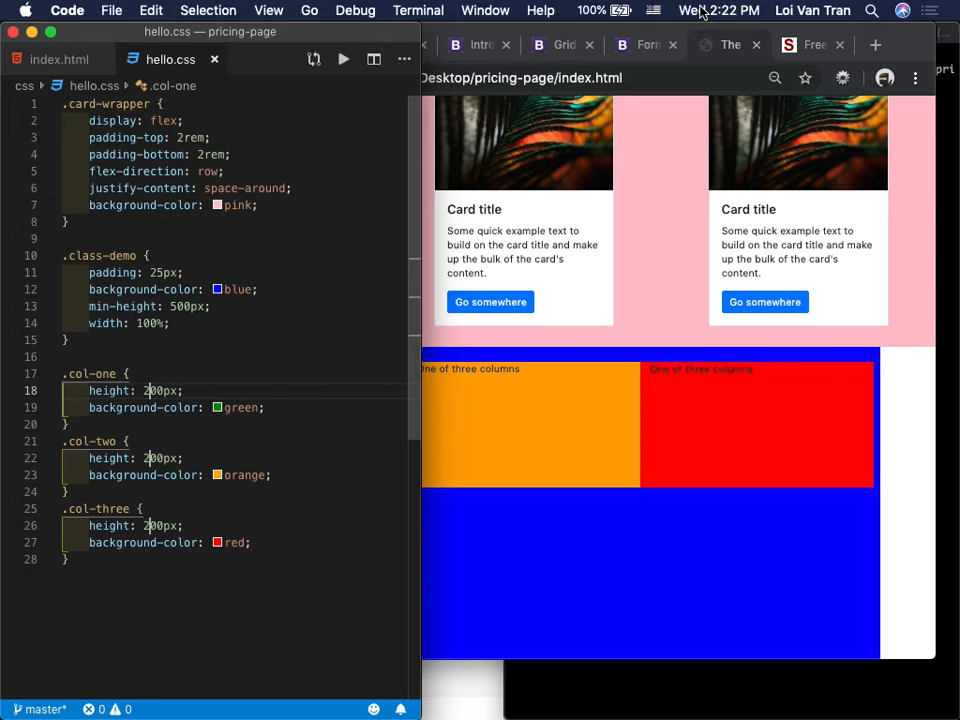 Code File Edit Selection View Go Debug Terminal Window Help 100% Wed 2:22 PM Loi Van Tran
hello.css — pricing-page
index.html hello.css
css hello.css .col-one
1 .card-wrapper {
2 display: flex;
3 padding-top: 2rem;
4 padding-bottom: 2rem;
5 flex-direction: row;
6 justify-content: space-around;
7 background-color: pink;
8 }
9
10 .class-demo {
11 padding: 25px;
12 background-color: blue;
13 min-height: 500px;
14 width: 100%;
15 }
16
17 .col-one {
18 height: 200px;
19 background-color: green;
20 }
21 .col-two {
22 height: 200px;
23 background-color: orange;
24 }
25 .col-three {
26 height: 200px;
27 background-color: red;
28 }
master* 0 0
Intro Grid Form The Free
Desktop/pricing-page/index.html
Card title
Some quick example text to
build on the card title and make
up the bulk of the card's
content.
Go somewhere
Card title
Some quick example text to
build on the card title and make
up the bulk of the card's
content.
Go somewhere
One of three columns
One of three columns
pri